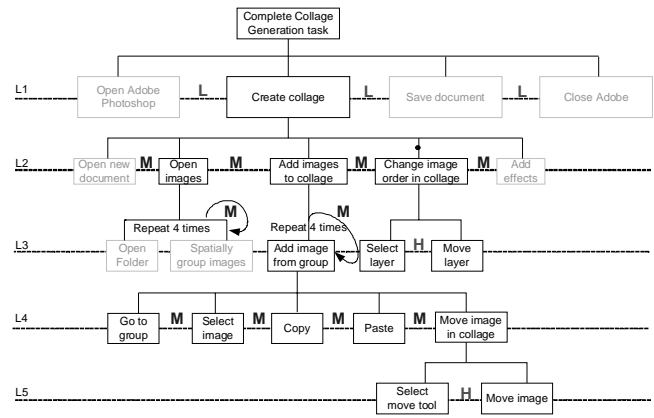 Complete Collage
Generation task
L1
Open Adobe
Photoshop
L
Create collage
L
Save document
L
Close Adobe
L2
Open new
document
M
Open
images
M
Add images
to collage
M
Change image
order in collage
M
Add
effects
Repeat 4 times
M
Repeat 4 times
M
L3
Open
Folder
Spatially
group images
Add image
from group
Select
layer
H
Move
layer
L4
Go to
group
M
Select
image
M
Copy
M
Paste
M
Move image
in collage
L5
Select
move tool
H
Move image